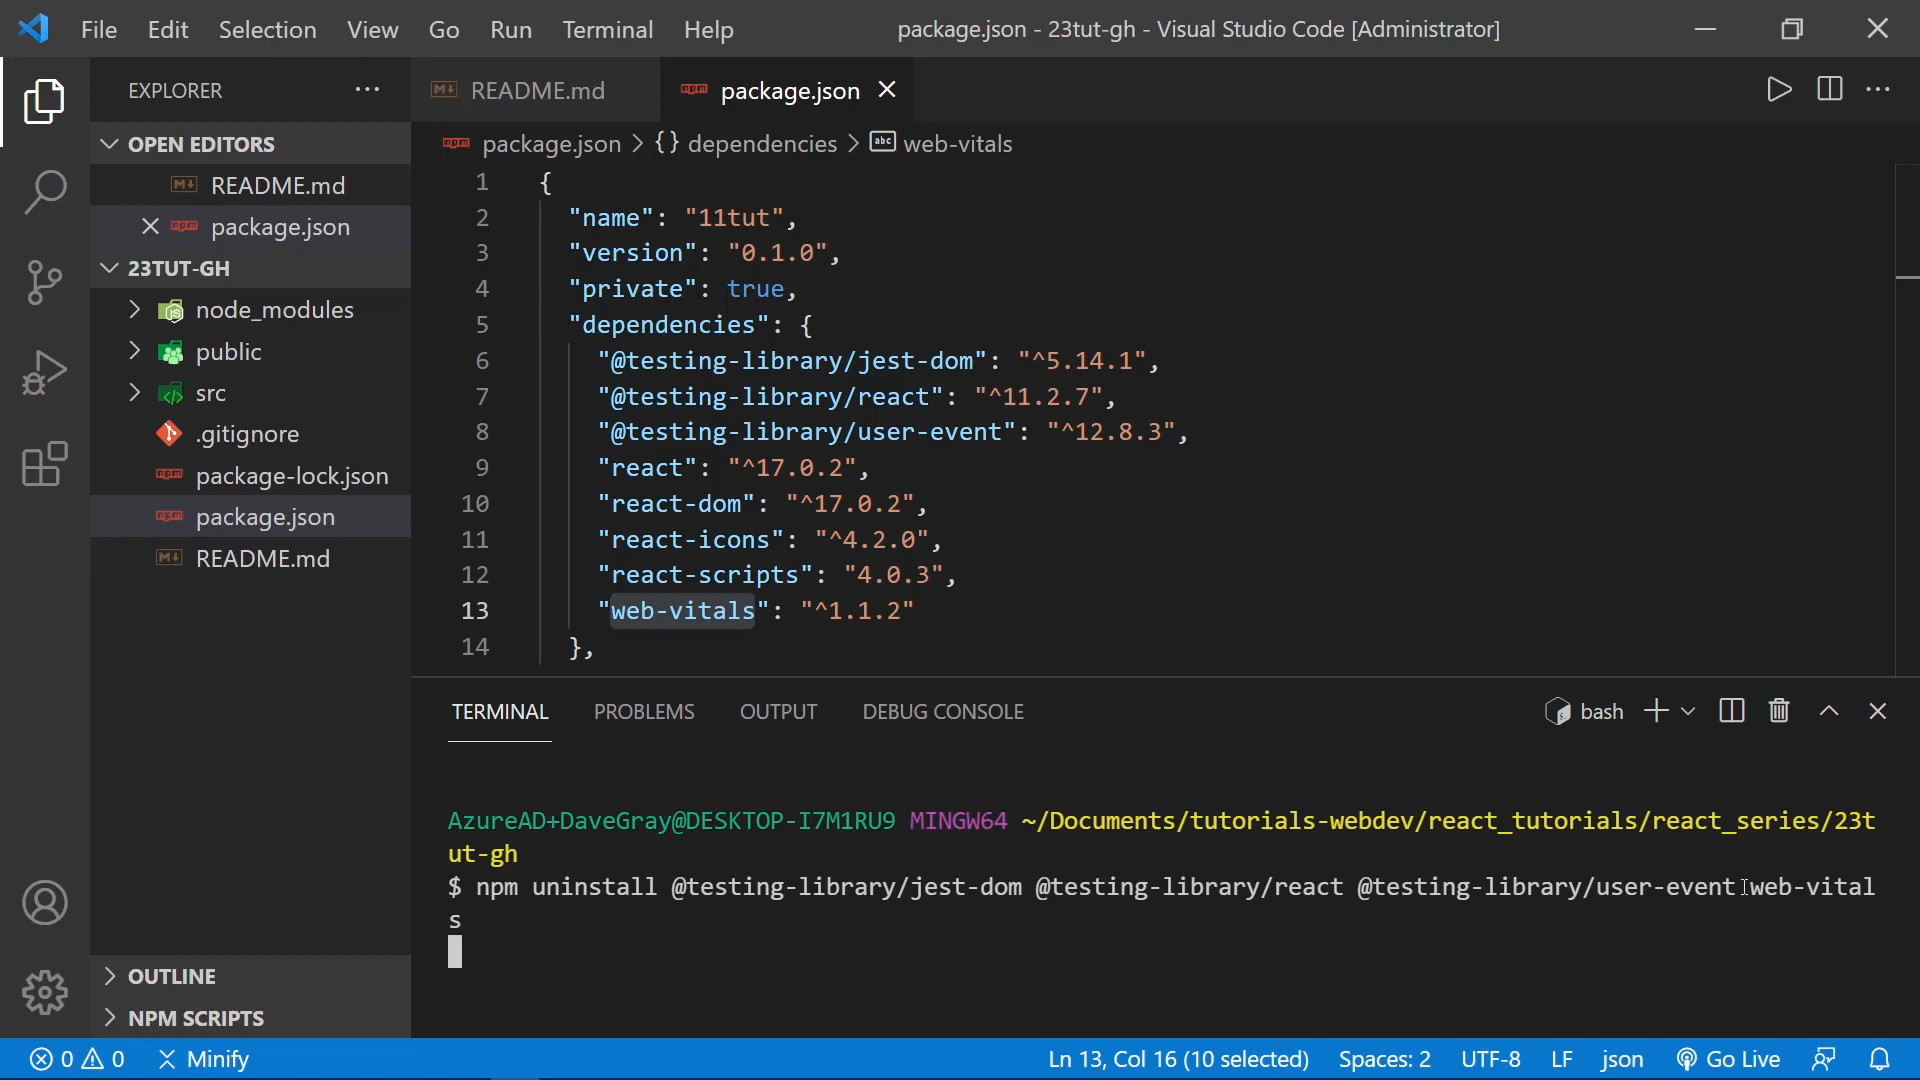 File Edit Selection View Go Run Terminal Help package.json - 23tut-gh - Visual Studio Code [Administrator]
EXPLORER ···
OPEN EDITORS
README.md
package.json
23TUT-GH
node_modules
public
src
.gitignore
package-lock.json
package.json
README.md
OUTLINE
NPM SCRIPTS
README.md package.json
package.json > {} dependencies > abc web-vitals
1 {
2 "name": "11tut",
3 "version": "0.1.0",
4 "private": true,
5 "dependencies": {
6 "@testing-library/jest-dom": "^5.14.1",
7 "@testing-library/react": "^11.2.7",
8 "@testing-library/user-event": "^12.8.3",
9 "react": "^17.0.2",
10 "react-dom": "^17.0.2",
11 "react-icons": "^4.2.0",
12 "react-scripts": "4.0.3",
13 "web-vitals": "^1.1.2"
14 },
TERMINAL PROBLEMS OUTPUT DEBUG CONSOLE bash
AzureAD+DaveGray@DESKTOP-I7M1RU9 MINGW64 ~/Documents/tutorials-webdev/react_tutorials/react_series/23t
ut-gh
$ npm uninstall @testing-library/jest-dom @testing-library/react @testing-library/user-event web-vital
s
0 0 Minify Ln 13, Col 16 (10 selected) Spaces: 2 UTF-8 LF json Go Live